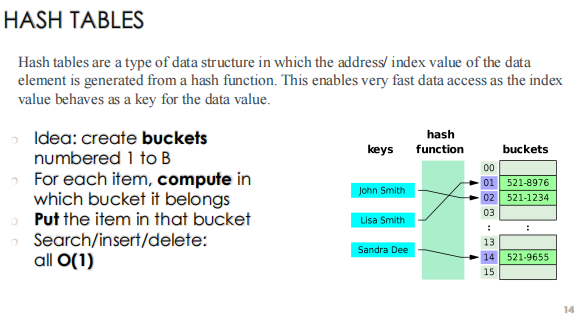 HASH TABLES
Hash tables are a type of data structure in which the address/ index value of the data
element is generated from a hash function. This enables very fast data access as the index
value behaves as a key for the data value.
Idea: create buckets
numbered 1 to B
For each item, compute in
which bucket it belongs
Put the item in that bucket
Search/insert/delete:
all O(1)
hash
keys function buckets
00
John Smith 01 521-8976
02 521-1234
Lisa Smith 03
: :
Sandra Dee 13
14 521-9655
15
14